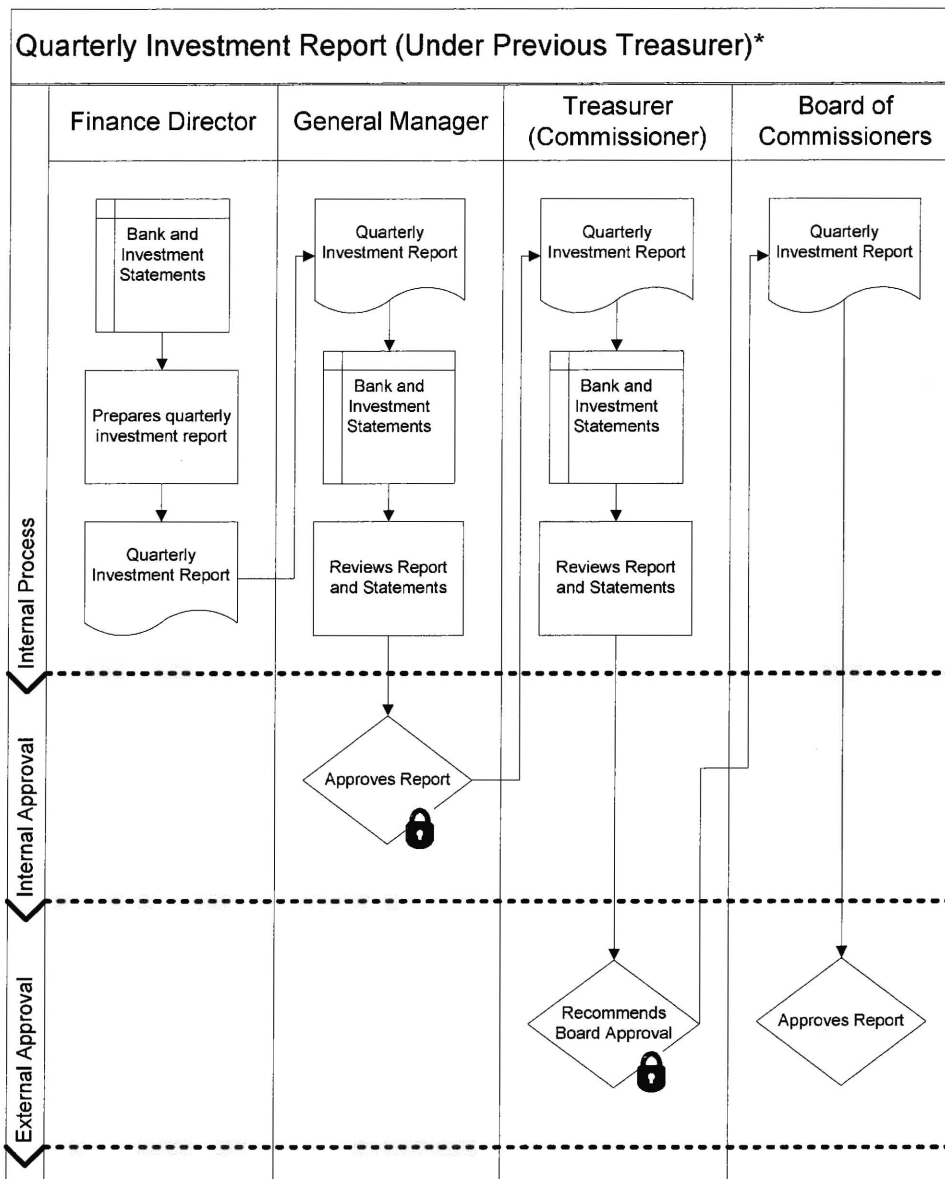 Quarterly Investment Report (Under Previous Treasurer)*
Finance Director
General Manager
Treasurer
(Commissioner)
Board of
Commissioners
Internal Process
Bank and
Investment
Statements
Prepares quarterly
investment report
Quarterly
Investment Report
Quarterly
Investment Report
Bank and
Investment
Statements
Reviews Report
and Statements
Quarterly
Investment Report
Bank and
Investment
Statements
Reviews Report
and Statements
Quarterly
Investment Report
Internal Approval
Approves Report
External Approval
Recommends
Board Approval
Approves Report